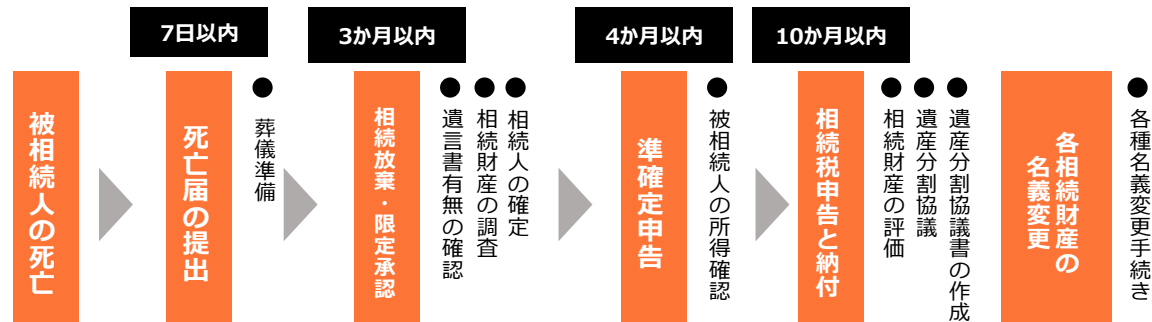 7日以内
3か月以内
4か月以内
10か月以内
被相続人の死亡
死亡届の提出
● 葬儀準備
相続放棄・限定承認
● 遺言書有無の確認
● 相続財産の調査
● 相続人の確定
準確定申告
● 被相続人の所得確認
相続税申告と納付
● 相続財産の評価
● 遺産分割協議
● 遺産分割協議書の作成
各相続財産の
名義変更
● 各種名義変更手続き